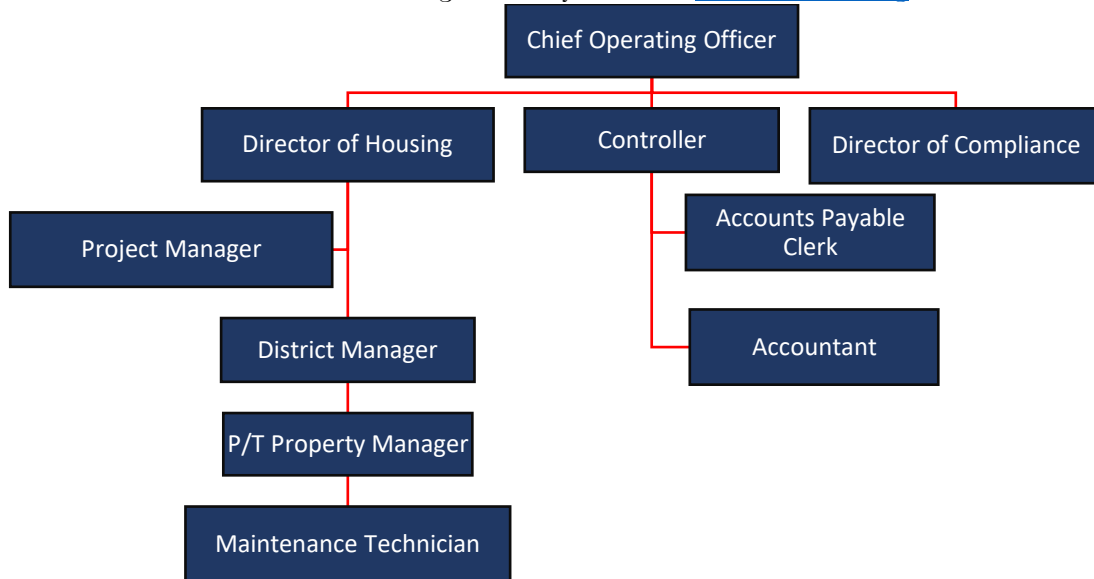 Chief Operating Officer
Director of Housing
Controller
Director of Compliance
Project Manager
Accounts Payable
Clerk
District Manager
Accountant
P/T Property Manager
Maintenance Technician